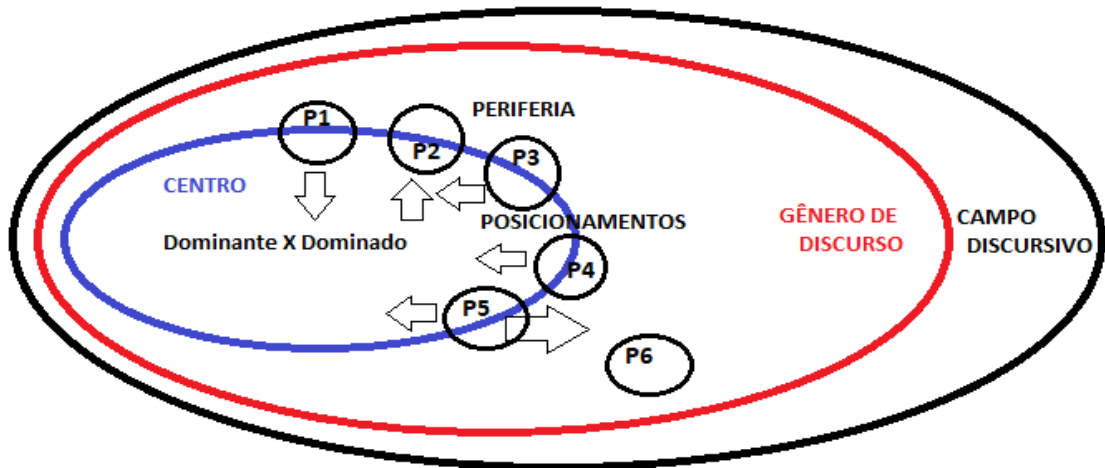 PERIFERIA
P1
P2
P3
CENTRO
POSICIONAMENTOS
GÊNERO DE
DISCURSO
CAMPO
DISCURSIVO
Dominante X Dominado
P4
P5
P6